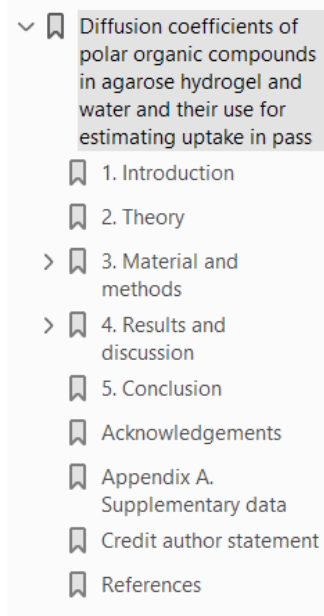 Diffusion coefficients of
polar organic compounds
in agarose hydrogel and
water and their use for
estimating uptake in pass
1. Introduction
2. Theory
3. Material and
methods
4. Results and
discussion
5. Conclusion
Acknowledgements
Appendix A.
Supplementary data
Credit author statement
References